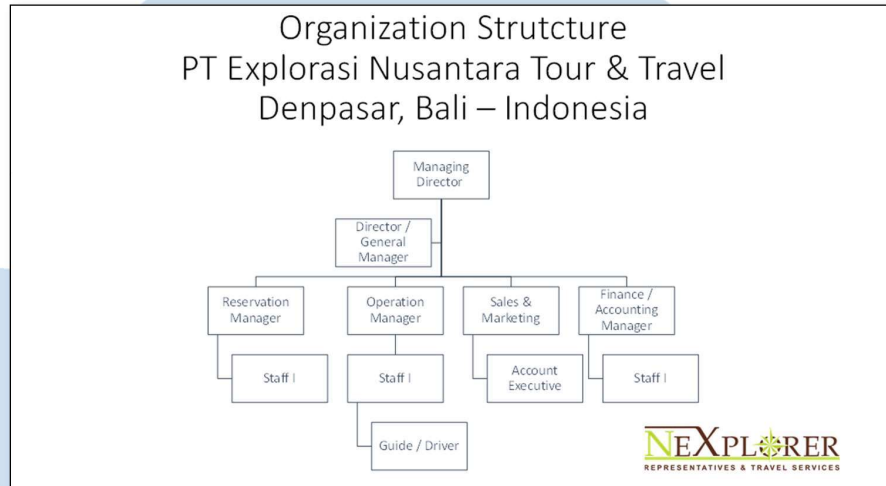 Organization Strutcture
PT Explorasi Nusantara Tour & Travel
Denpasar, Bali – Indonesia
Managing
Director
Director /
General
Manager
Reservation
Manager
Operation
Manager
Sales &
Marketing
Finance /
Accounting
Manager
Staff I
Staff I
Account
Executive
Staff I
Guide / Driver
NEXPLORER
REPRESENTATIVES & TRAVEL SERVICES